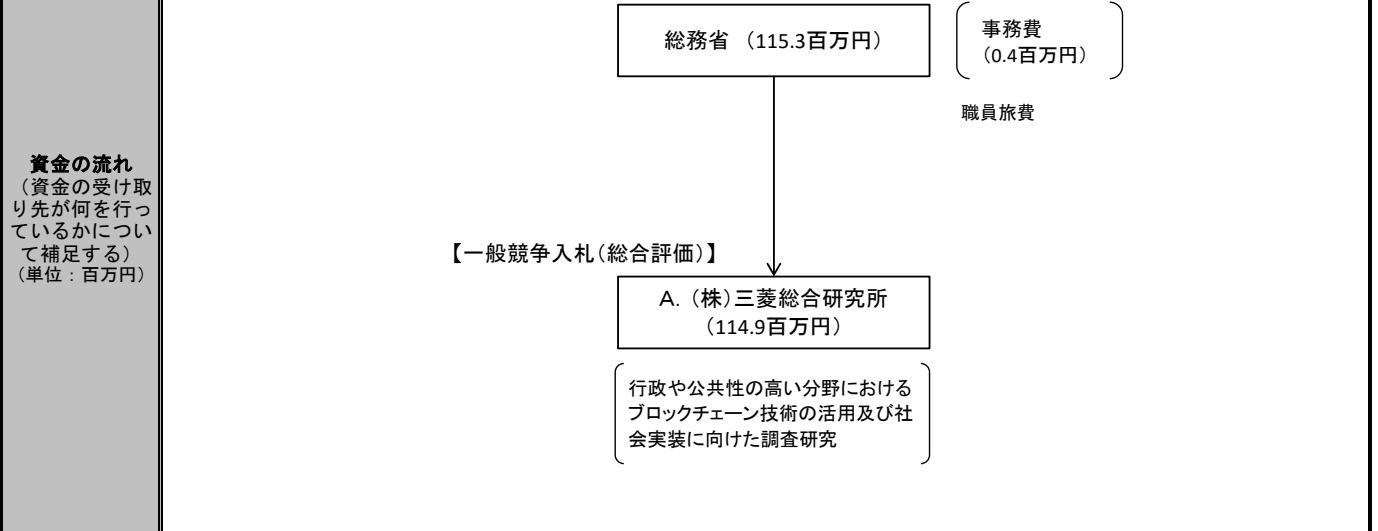 資金の流れ
（資金の受け取
り先が何を行っ
ているかについ
て補足する）
（単位：百万円）
総務省 （115.3百万円）
事務費
（0.4百万円）
職員旅費
【一般競争入札（総合評価）】
A.（株）三菱総合研究所
（114.9百万円）
行政や公共性の高い分野における
ブロックチェーン技術の活用及び社
会実装に向けた調査研究